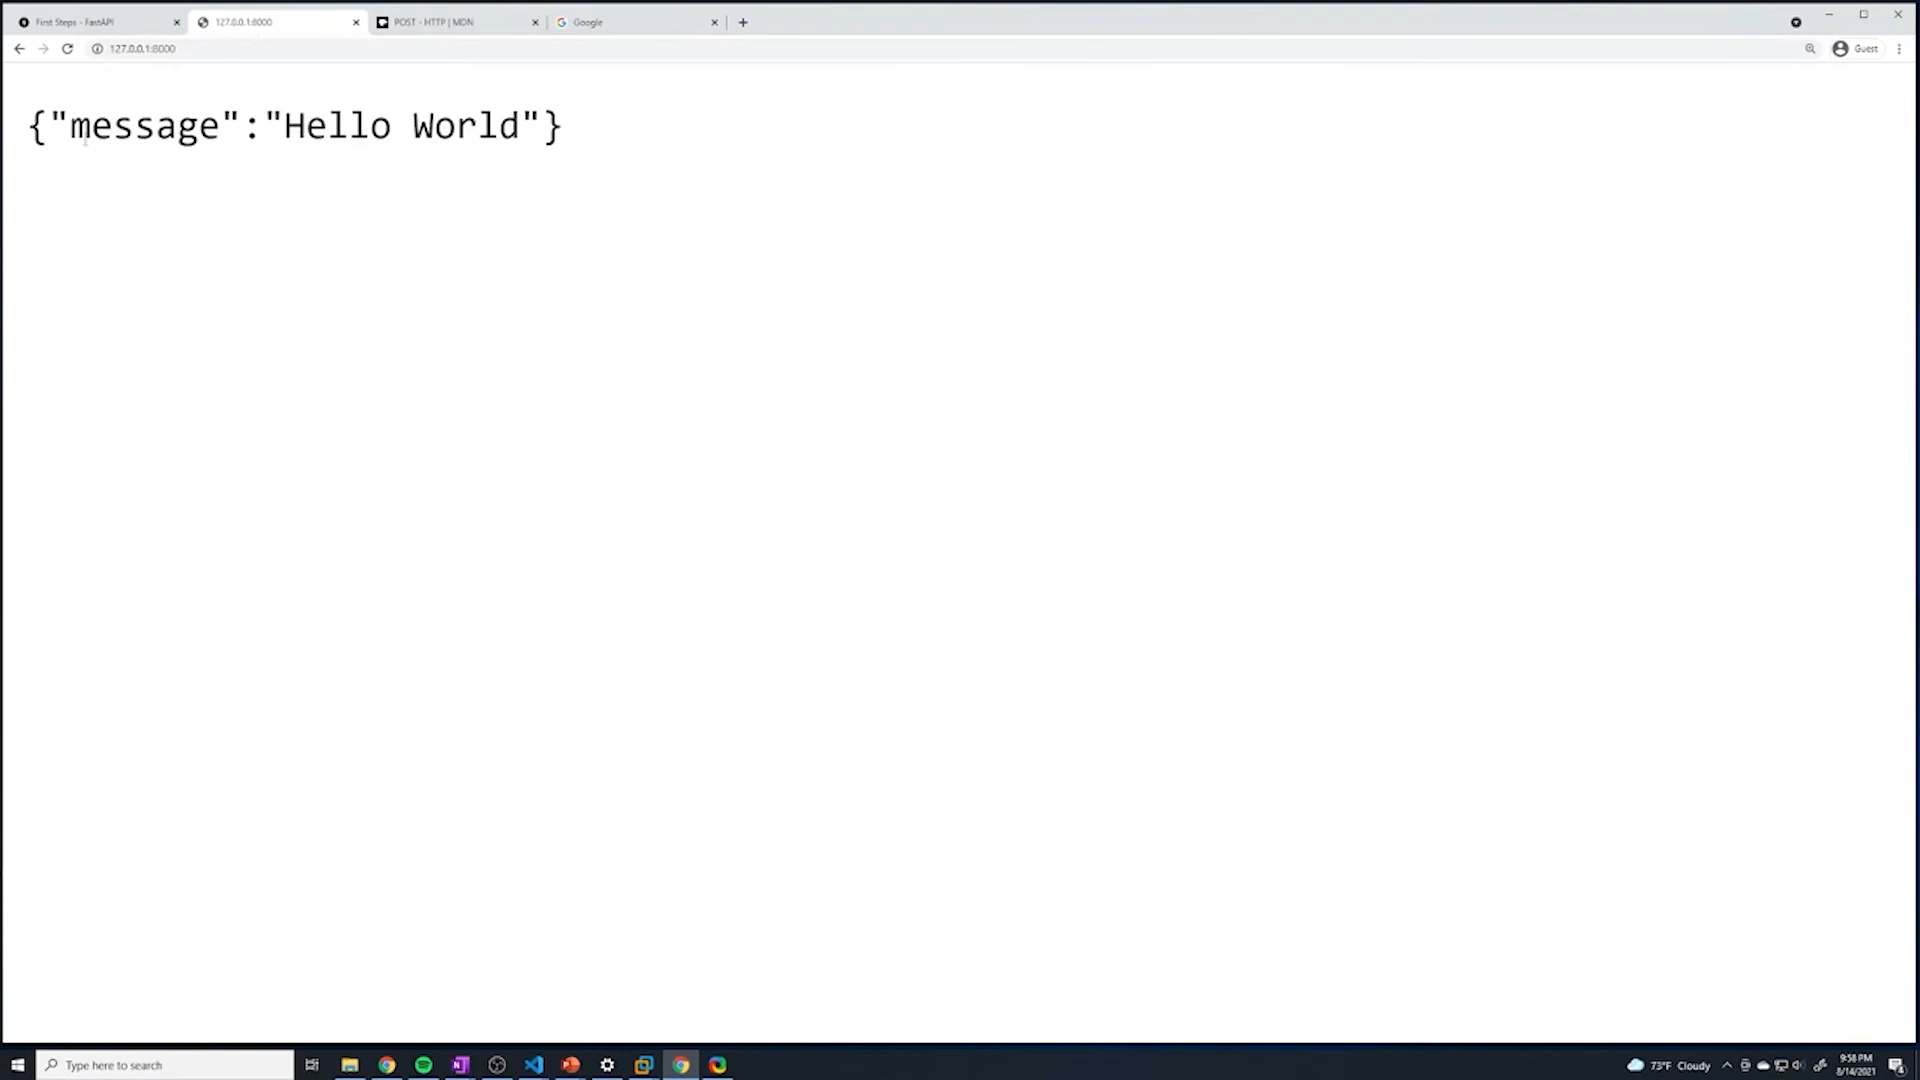 First Steps - FastAPI
127.0.0.1:8000
POST - HTTP | MDN
Google
127.0.0.1:8000
Guest
{"message":"Hello World"}
Type here to search
73°F Cloudy
9:58 PM
8/14/2021